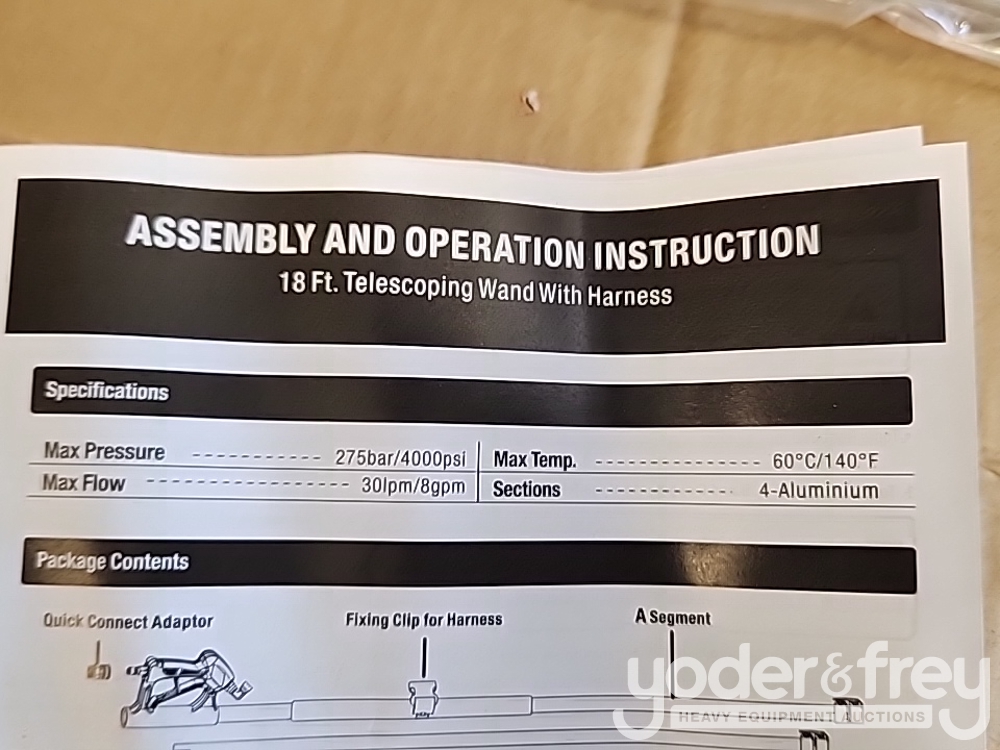 ASSEMBLY AND OPERATION INSTRUCTION
18 Ft. Telescoping Wand With Harness
Specifications
Max Pressure ------------ 275bar/4000psi
Max Temp. --------------- 60°C/140°F
Max Flow ---------------- 30lpm/8gpm
Sections ------------- 4-Aluminium
Package Contents
Quick Connect Adaptor
Fixing Clip for Harness
A Segment
yoder&frey
HEAVY EQUIPMENT AUCTIONS